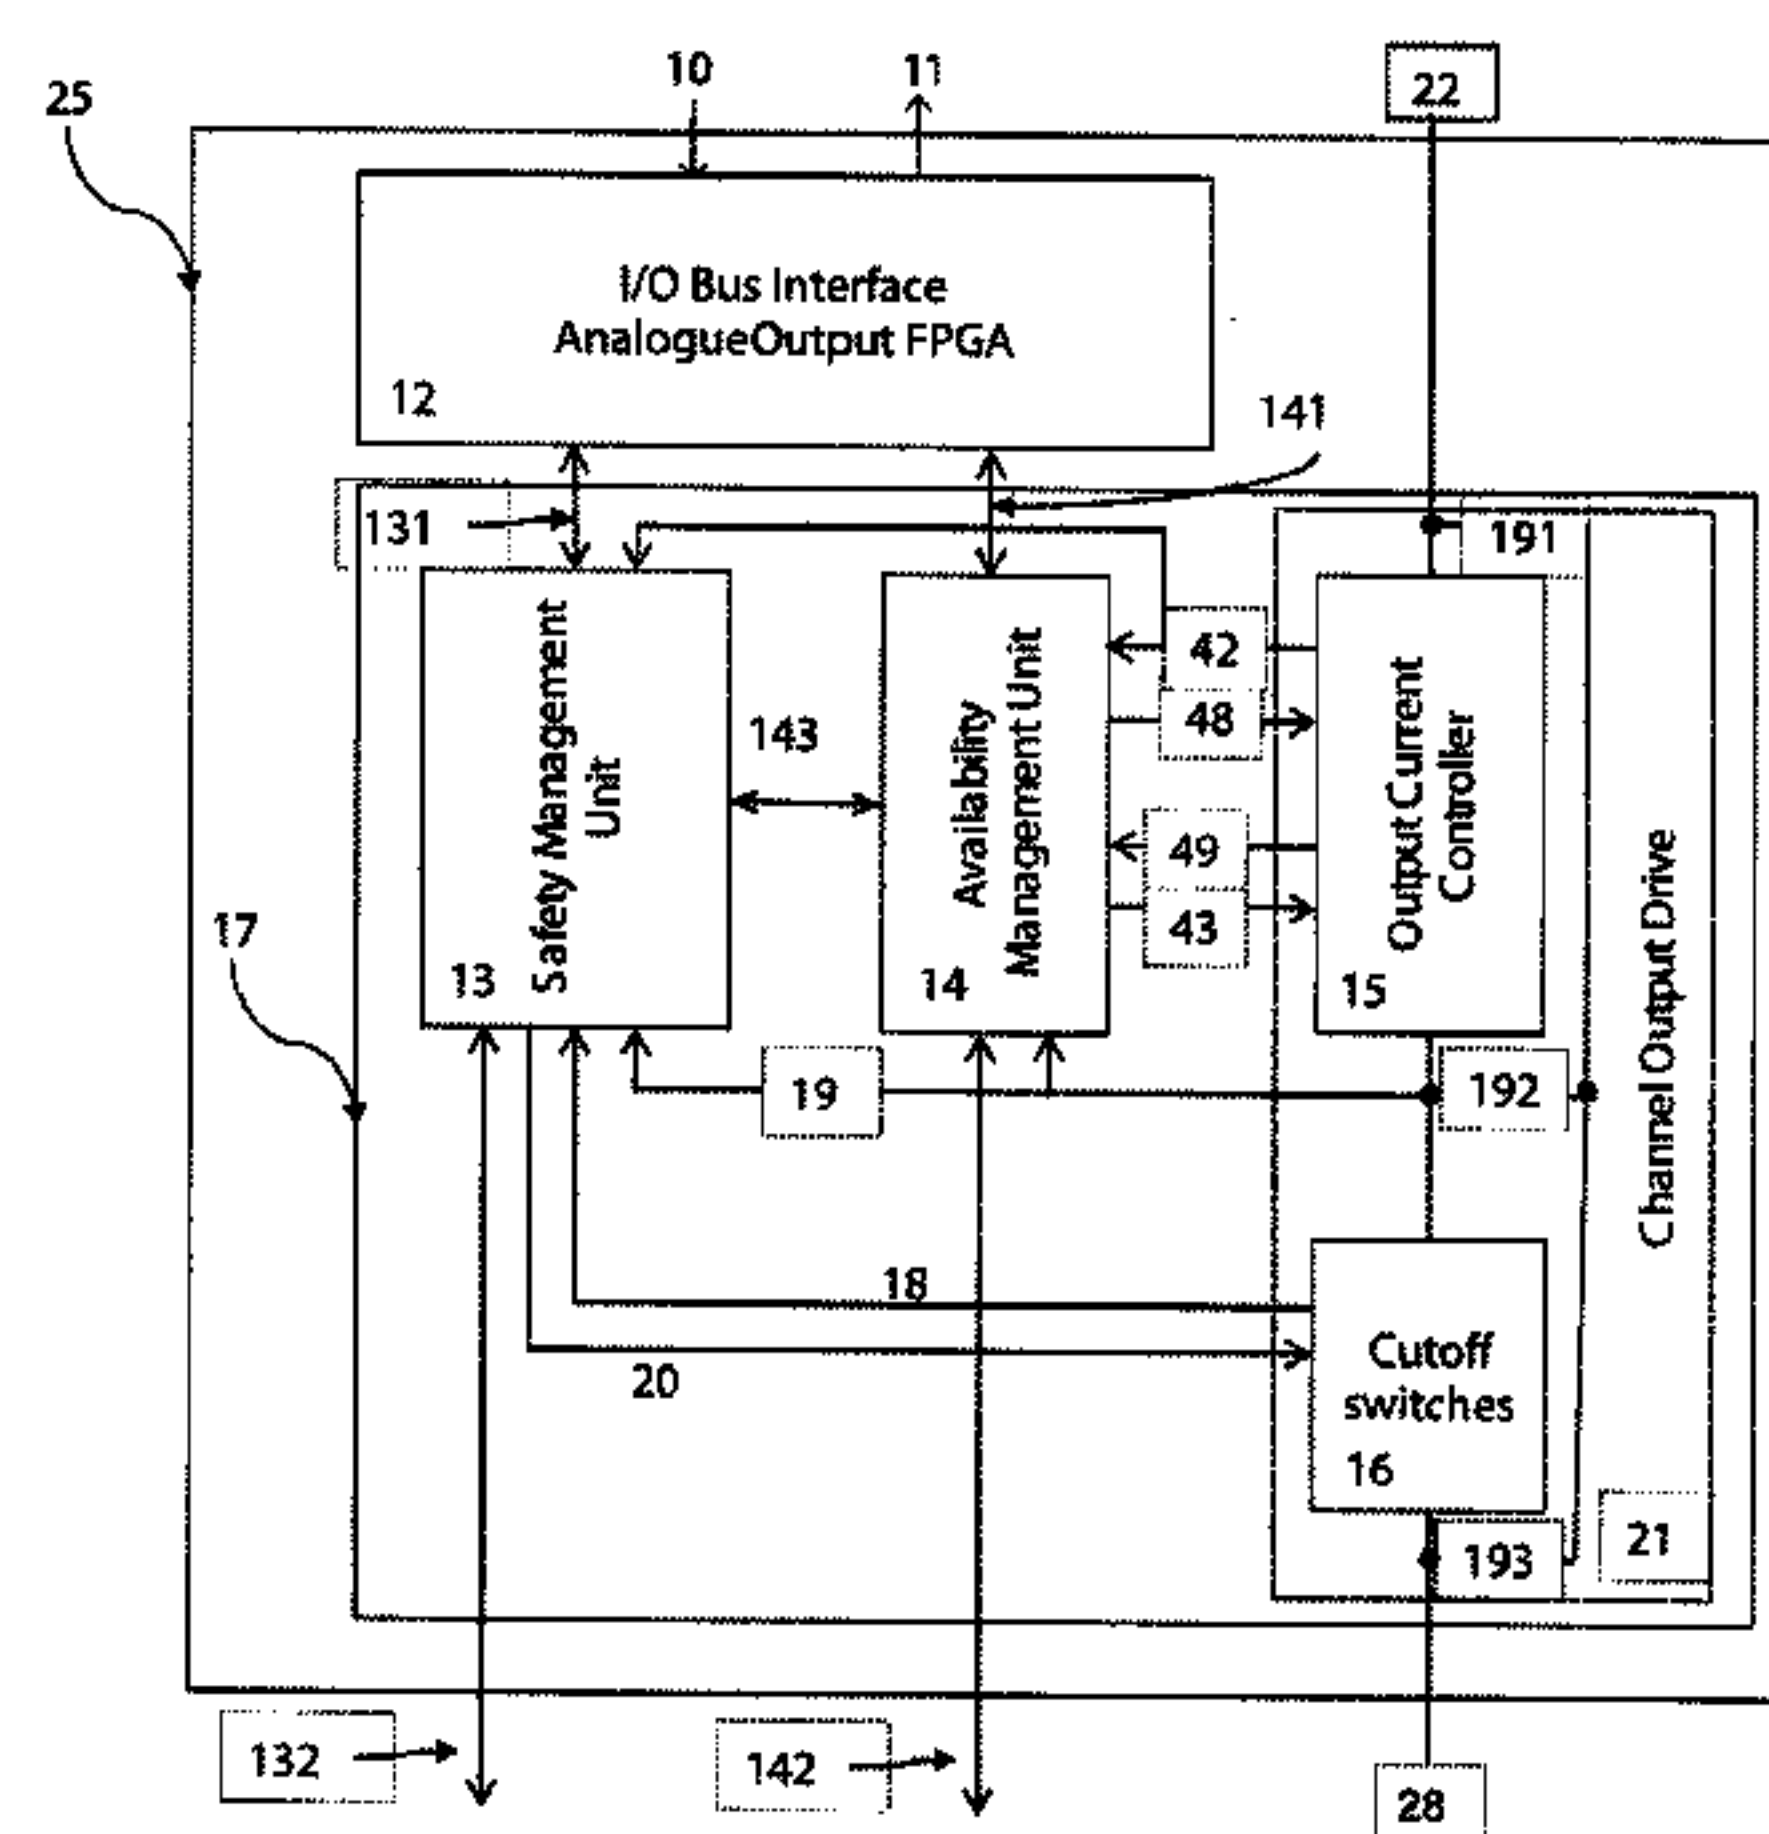 25
10
11
22
I/O Bus Interface
AnalogueOutput FPGA
12
141
131
191
Safety Management
Unit
13
143
Availability
Management Unit
14
42
48
49
43
Output Current
Controller
15
Channel Output Drive
17
19
192
18
20
Cutoff
switches
16
193
21
132
142
28